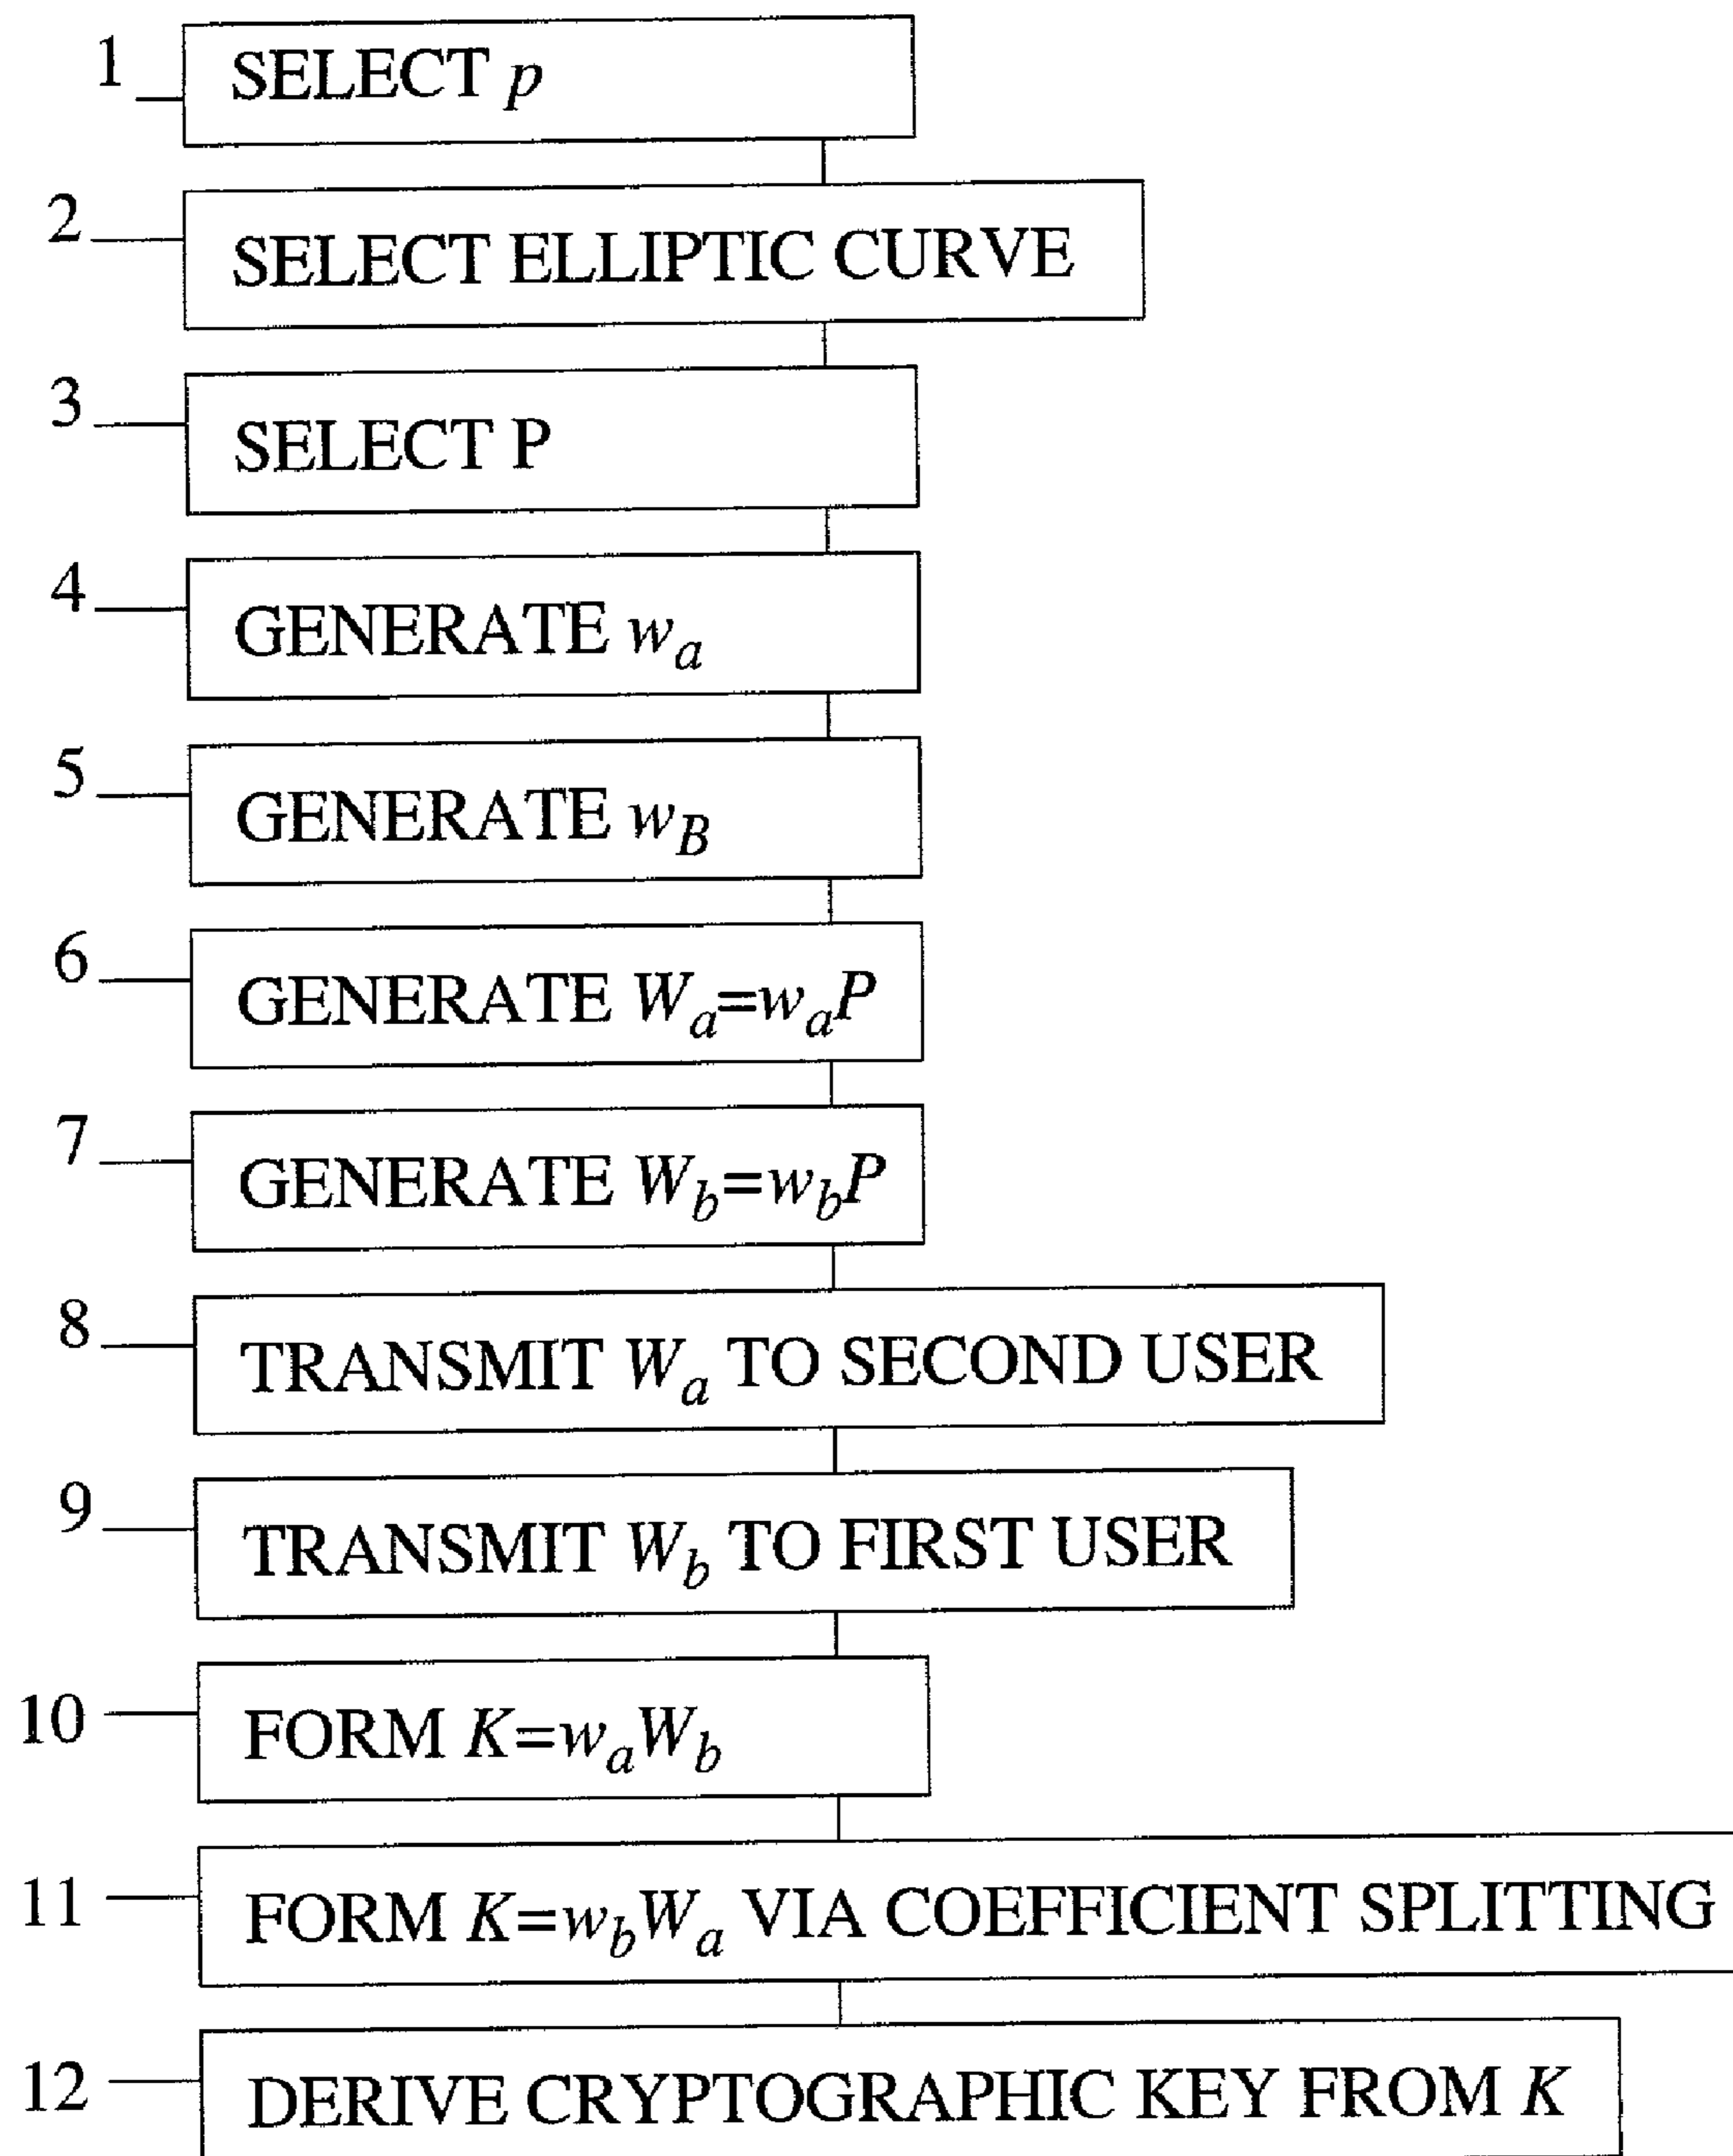 1 SELECT p
2 SELECT ELLIPTIC CURVE
3 SELECT P
4 GENERATE w_a
5 GENERATE w_B
6 GENERATE W_a=w_aP
7 GENERATE W_b=w_bP
8 TRANSMIT W_a TO SECOND USER
9 TRANSMIT W_b TO FIRST USER
10 FORM K=w_aW_b
11 FORM K=w_bW_a VIA COEFFICIENT SPLITTING
12 DERIVE CRYPTOGRAPHIC KEY FROM K